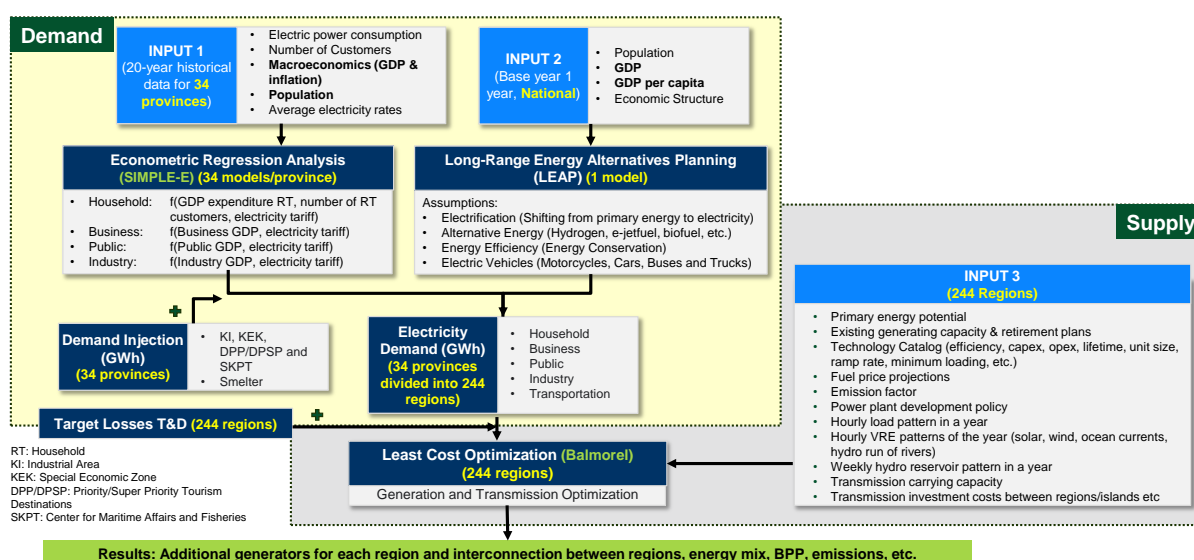 Demand
INPUT 1
(20-year historical
data for 34
provinces)
• Electric power consumption
• Number of Customers
• Macroeconomics (GDP &
inflation)
• Population
• Average electricity rates
INPUT 2
(Base year 1
year, National)
• Population
• GDP
• GDP per capita
• Economic Structure
Econometric Regression Analysis
(SIMPLE-E) (34 models/province)
• Household: f(GDP expenditure RT, number of RT
customers, electricity tariff)
• Business: f(Business GDP, electricity tariff)
• Public: f(Public GDP, electricity tariff)
• Industry: f(Industry GDP, electricity tariff)
Long-Range Energy Alternatives Planning
(LEAP) (1 model)
Assumptions:
• Electrification (Shifting from primary energy to electricity)
• Alternative Energy (Hydrogen, e-jetfuel, biofuel, etc.)
• Energy Efficiency (Energy Conservation)
• Electric Vehicles (Motorcycles, Cars, Buses and Trucks)
Supply
INPUT 3
(244 Regions)
• Primary energy potential
• Existing generating capacity & retirement plans
• Technology Catalog (efficiency, capex, opex, lifetime, unit size,
ramp rate, minimum loading, etc.)
• Fuel price projections
• Emission factor
• Power plant development policy
• Hourly load pattern in a year
• Hourly VRE patterns of the year (solar, wind, ocean currents,
hydro run of rivers)
• Weekly hydro reservoir pattern in a year
• Transmission carrying capacity
• Transmission investment costs between regions/islands etc
Demand Injection
(GWh)
(34 provinces)
• KI, KEK,
DPP/DPSP and
SKPT
• Smelter
Electricity
Demand (GWh)
(34 provinces
divided into 244
regions)
• Household
• Business
• Public
• Industry
• Transportation
Target Losses T&D (244 regions)
RT: Household
KI: Industrial Area
KEK: Special Economic Zone
DPP/DPSP: Priority/Super Priority Tourism
Destinations
SKPT: Center for Maritime Affairs and Fisheries
Least Cost Optimization (Balmorel)
(244 regions)
Generation and Transmission Optimization
Results: Additional generators for each region and interconnection between regions, energy mix, BPP, emissions, etc.